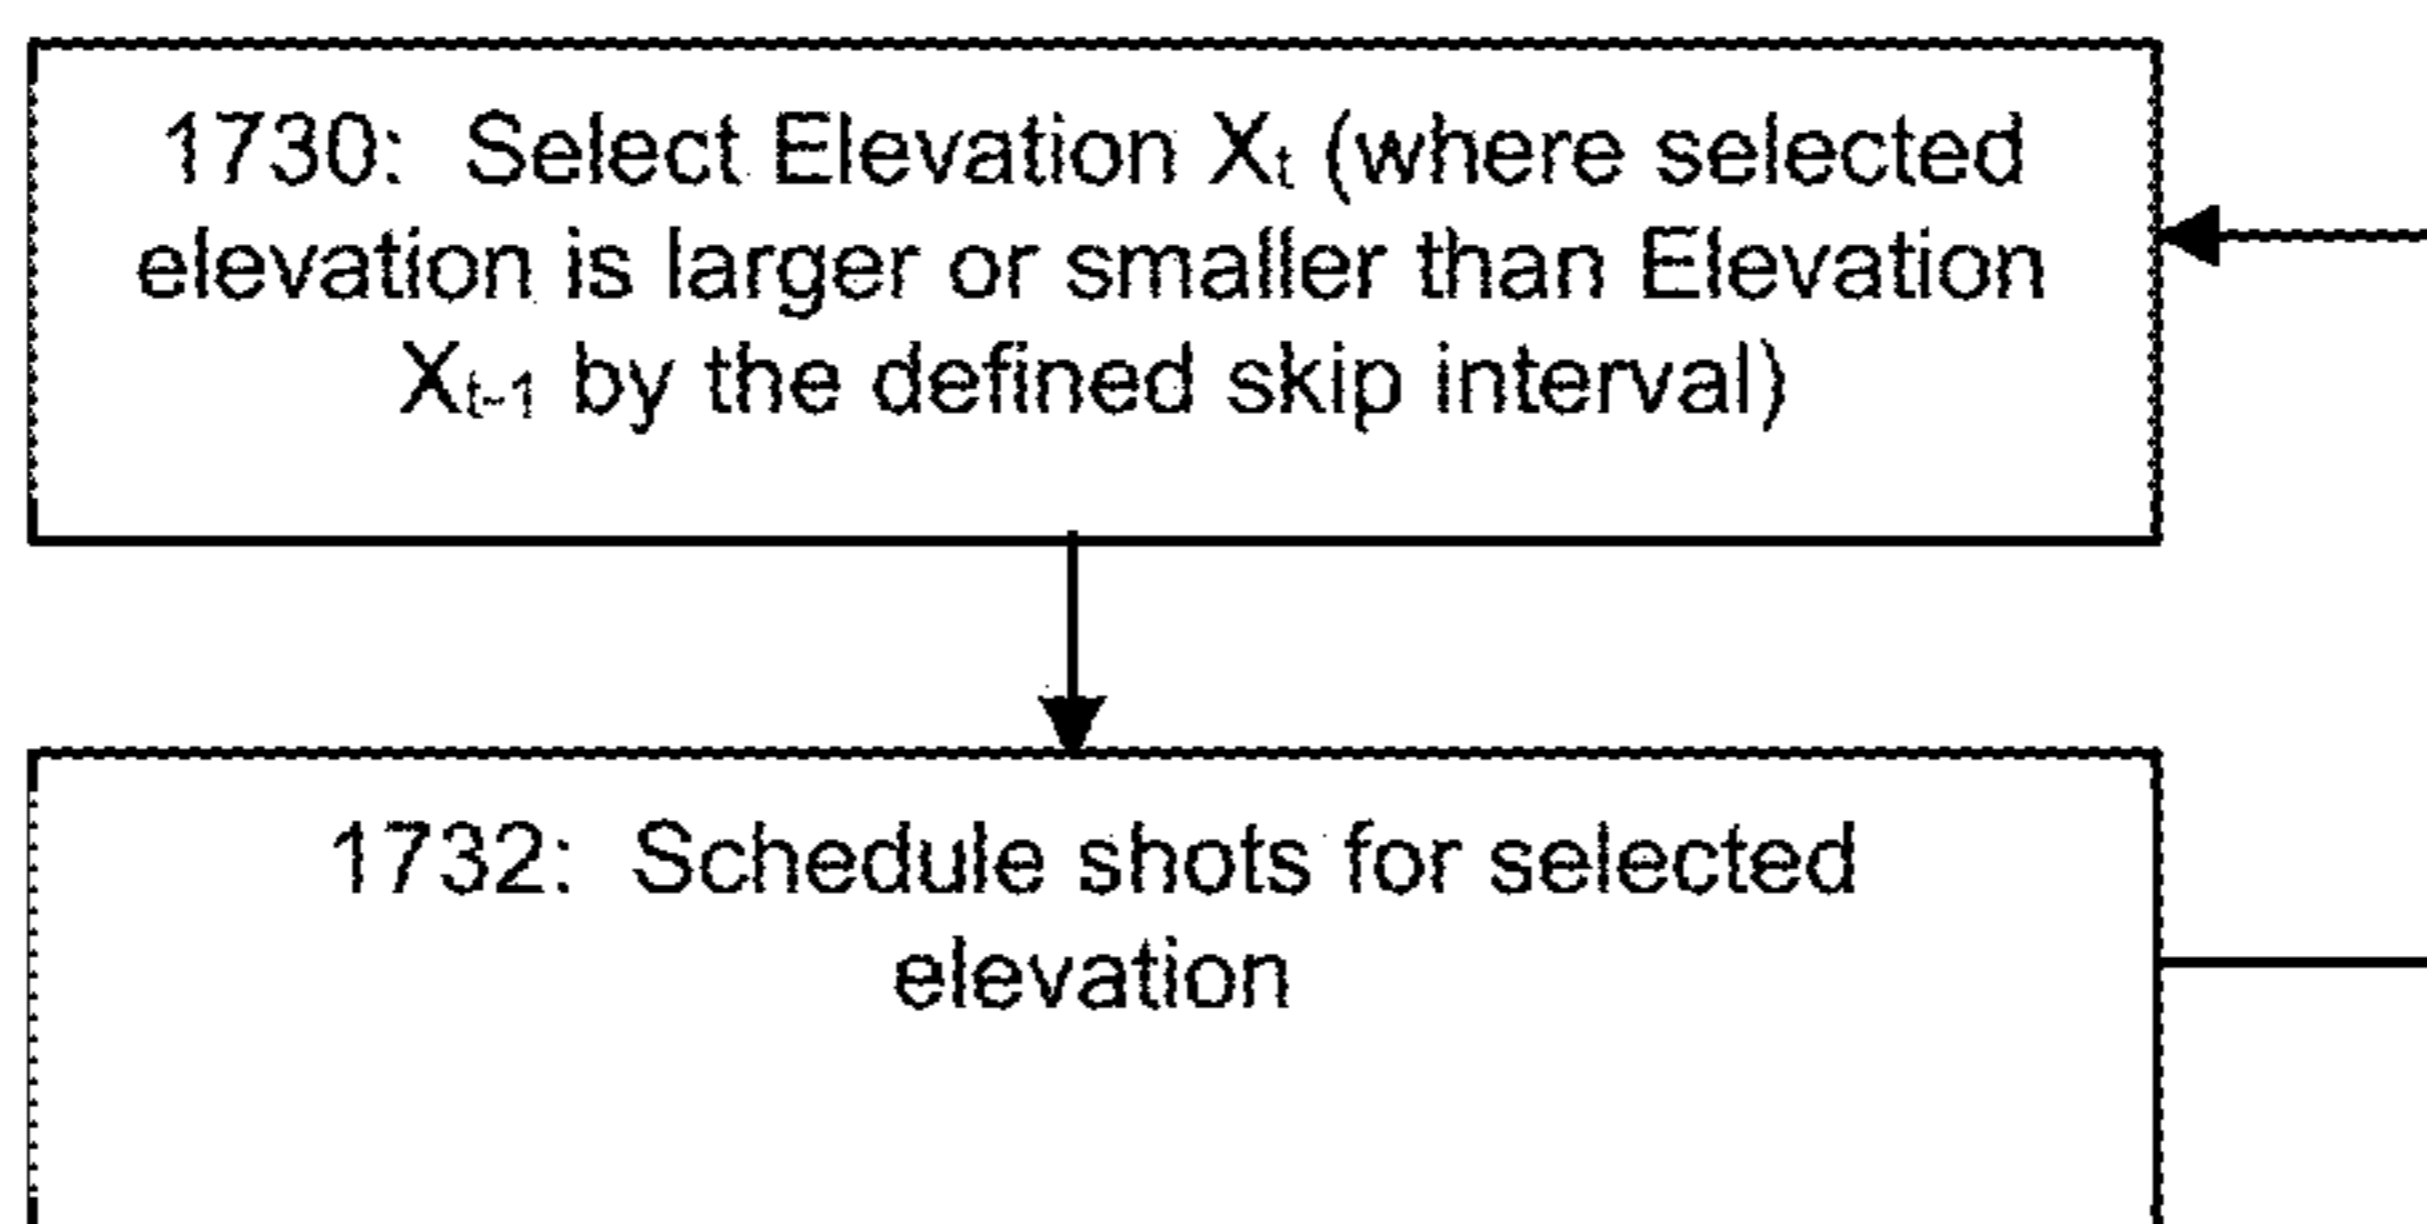 1730: Select Elevation Xt (where selected
elevation is larger or smaller than Elevation
Xt-1 by the defined skip interval)
1732: Schedule shots for selected
elevation